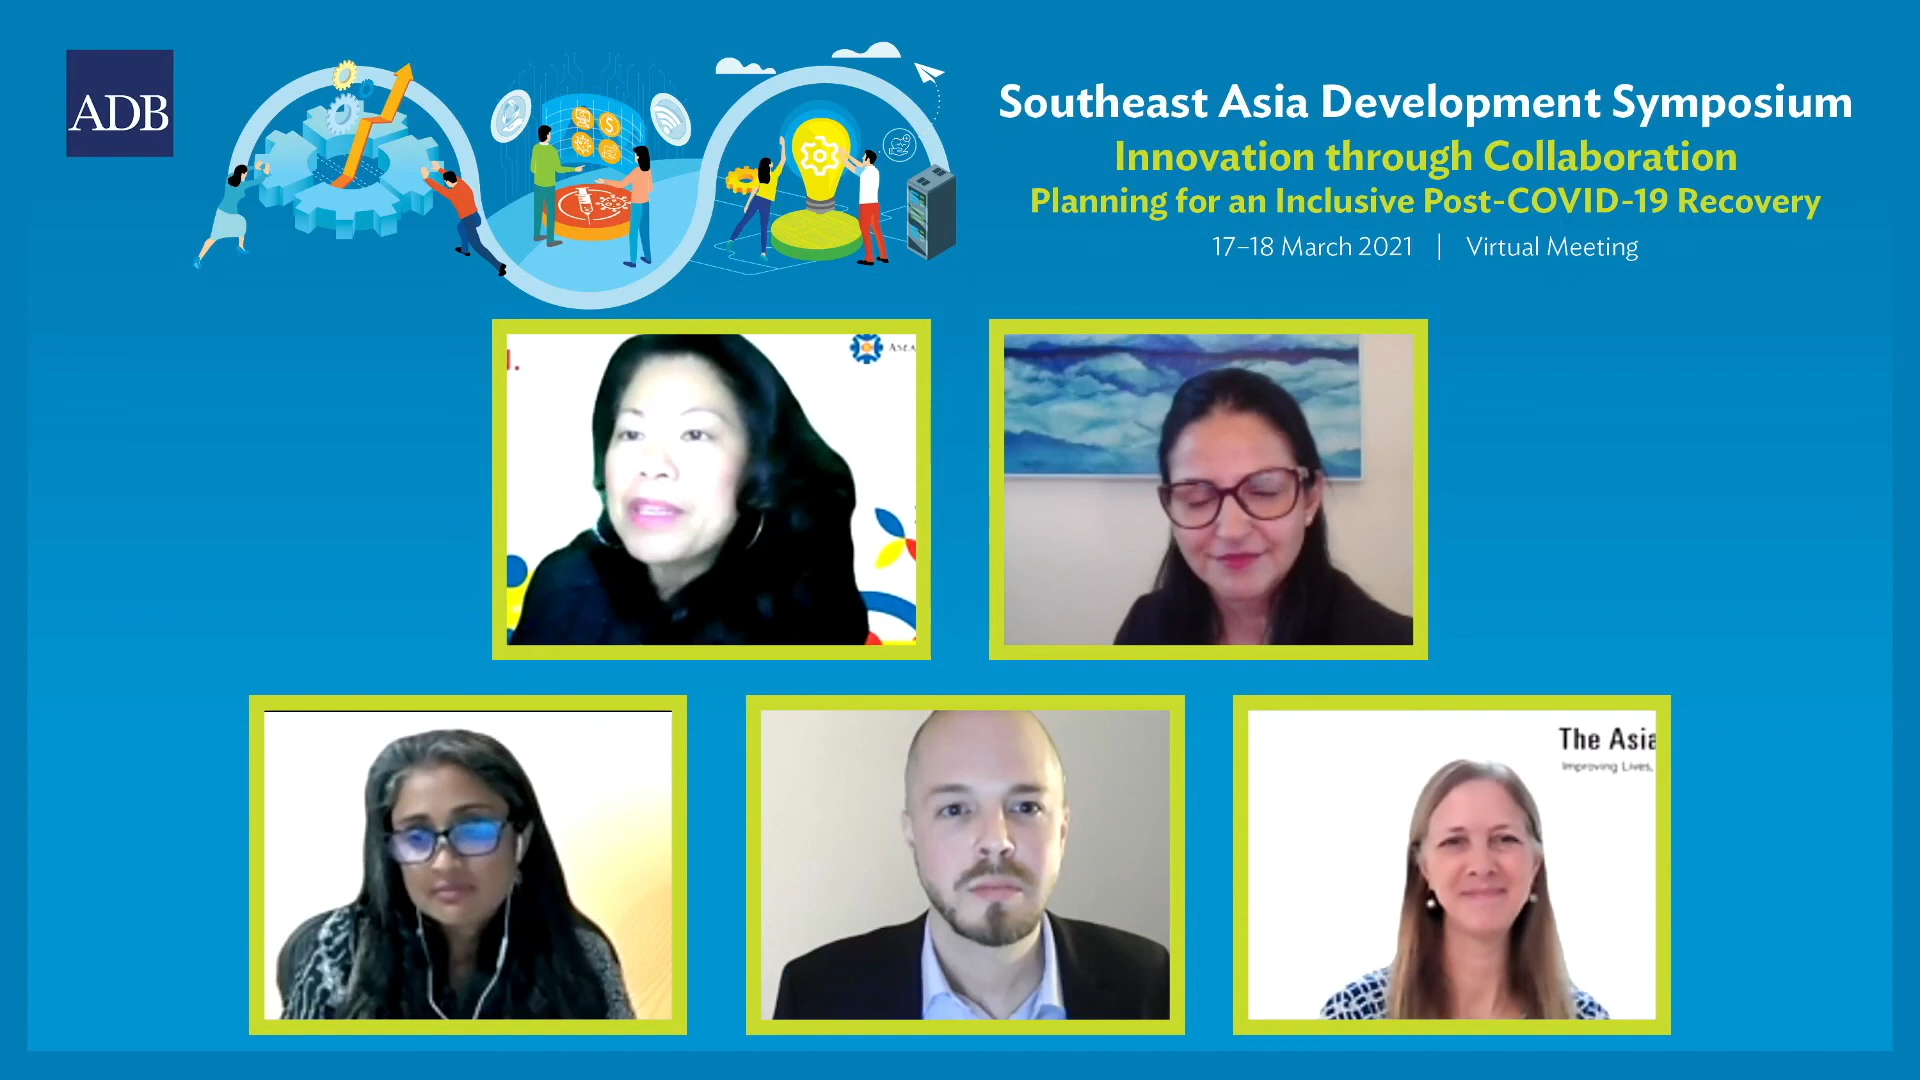 ADB
Southeast Asia Development Symposium
Innovation through Collaboration
Planning for an Inclusive Post-COVID-19 Recovery
17–18 March 2021 | Virtual Meeting
The Asia
Improving Lives,